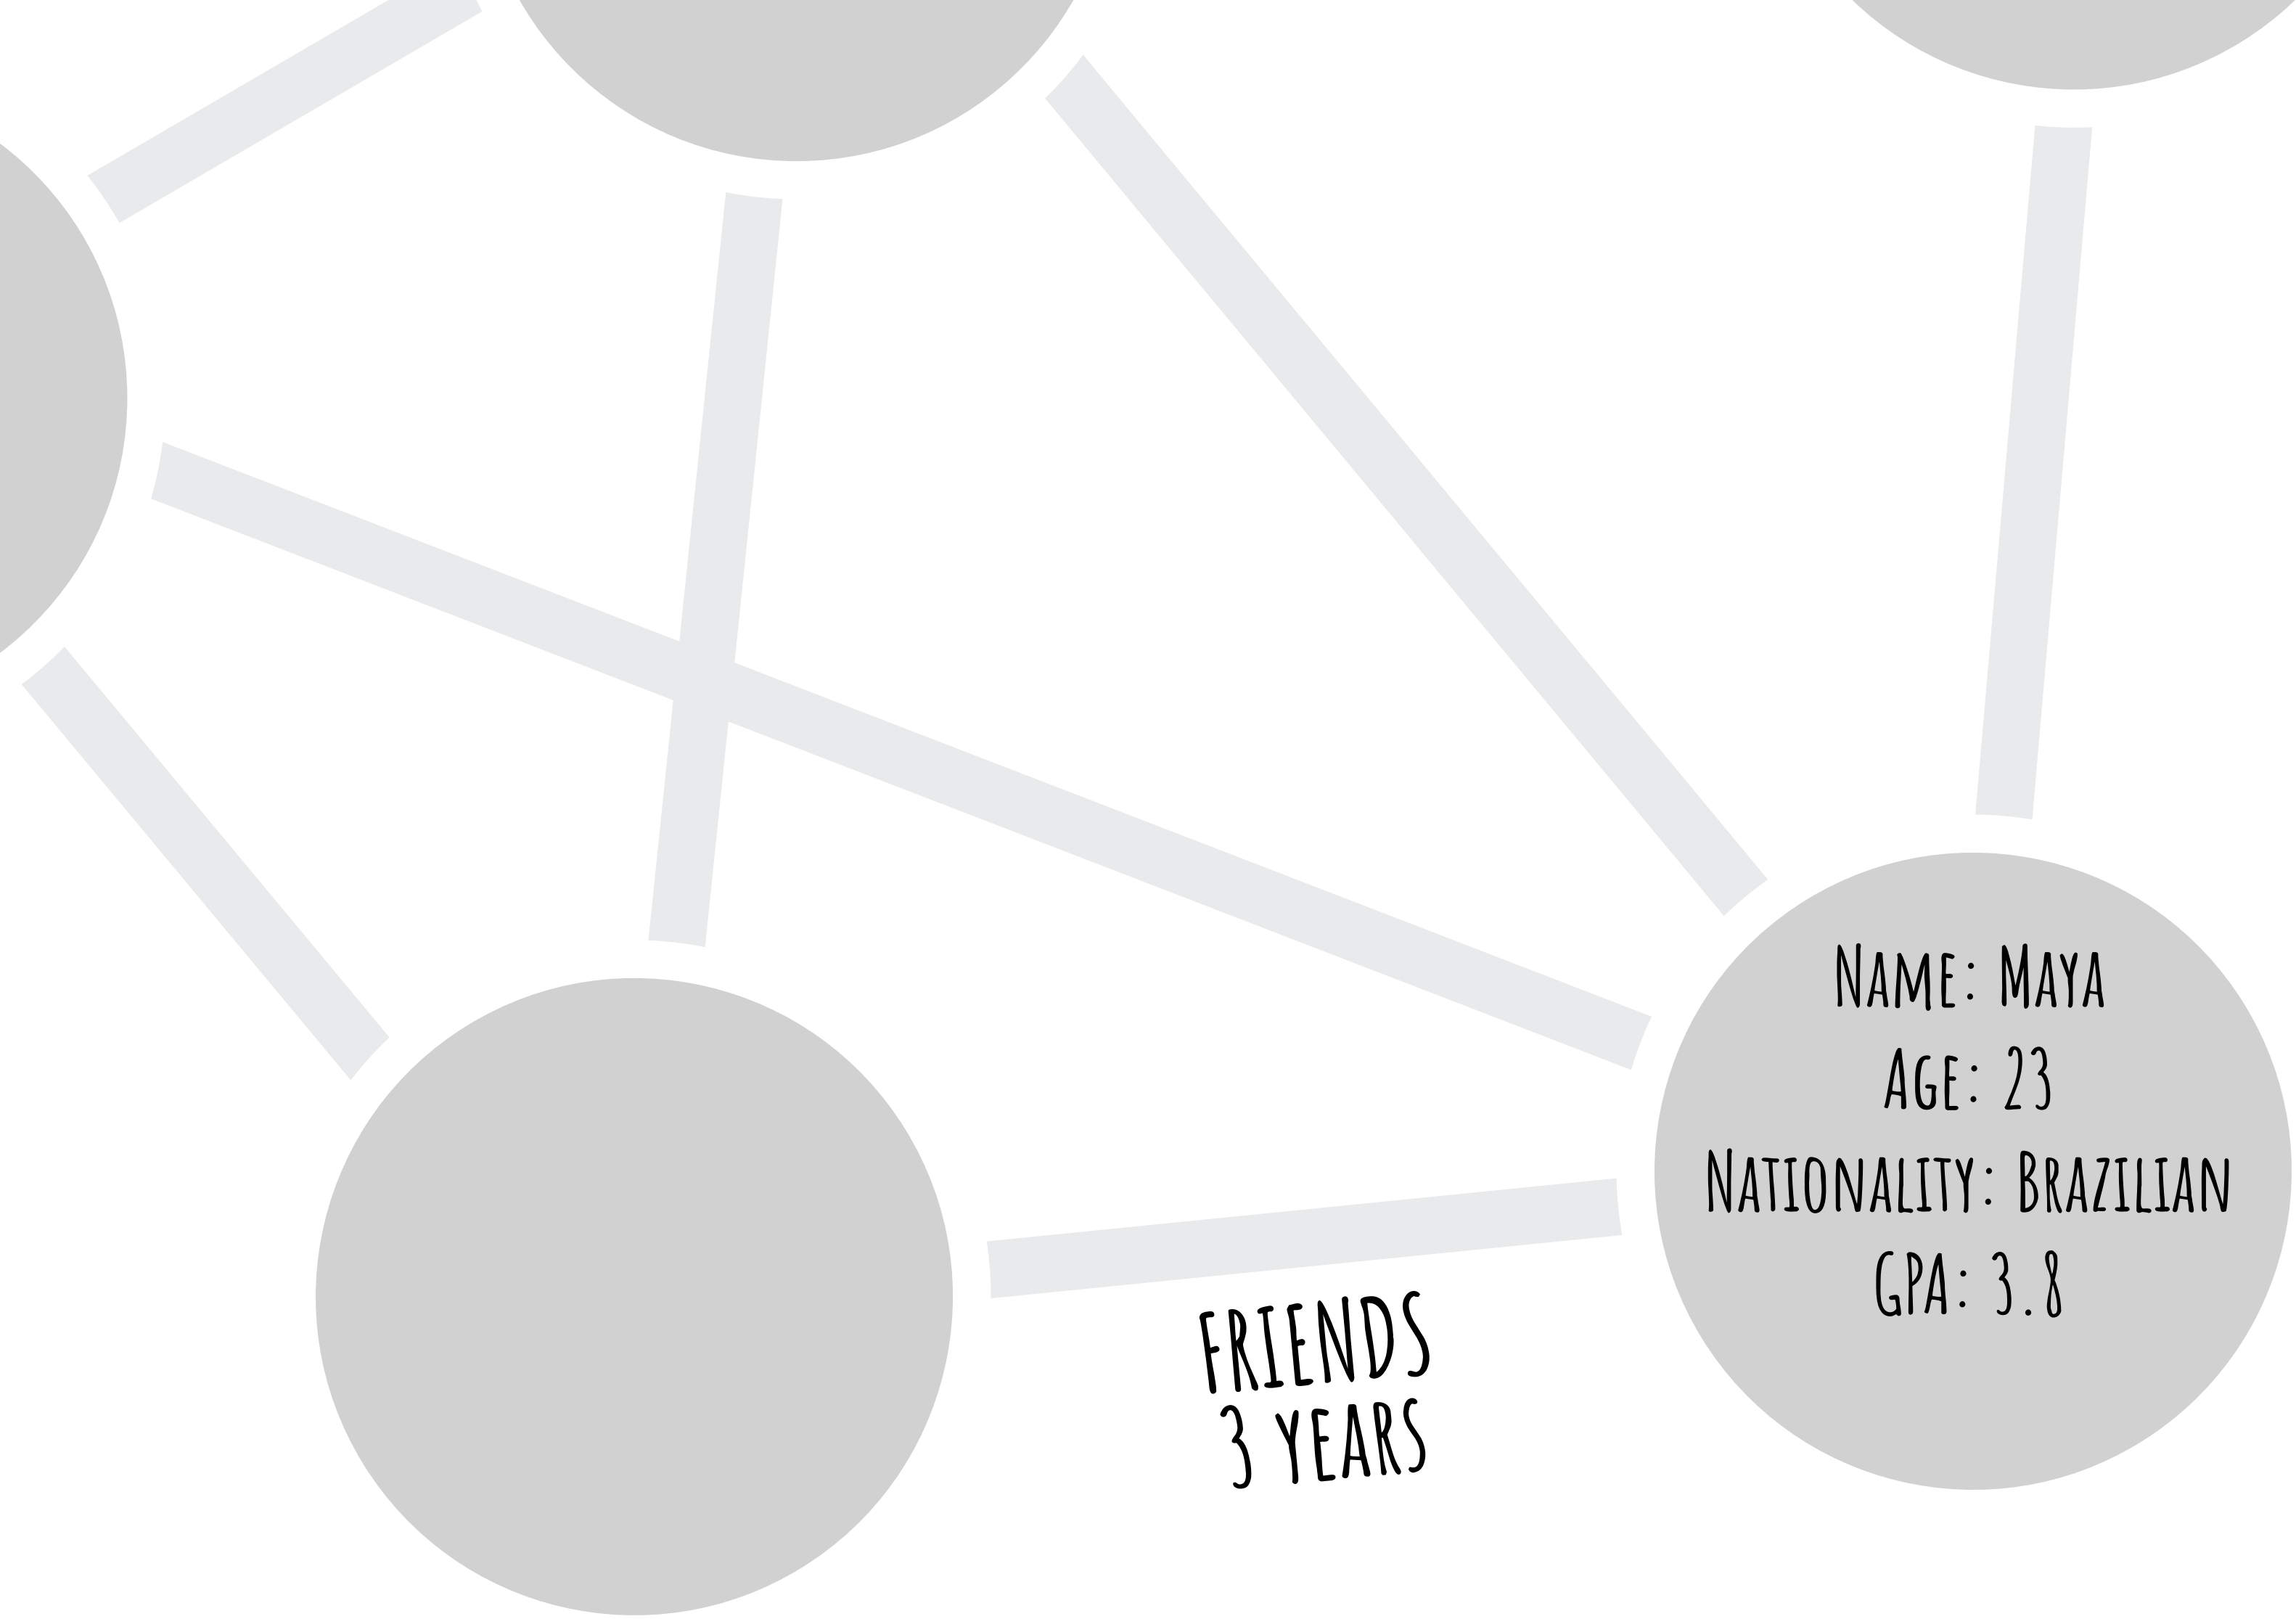 Name: Maya
Age: 23
Nationality: Brazilian
GPA: 3.8
FRIENDS
3 YEARS